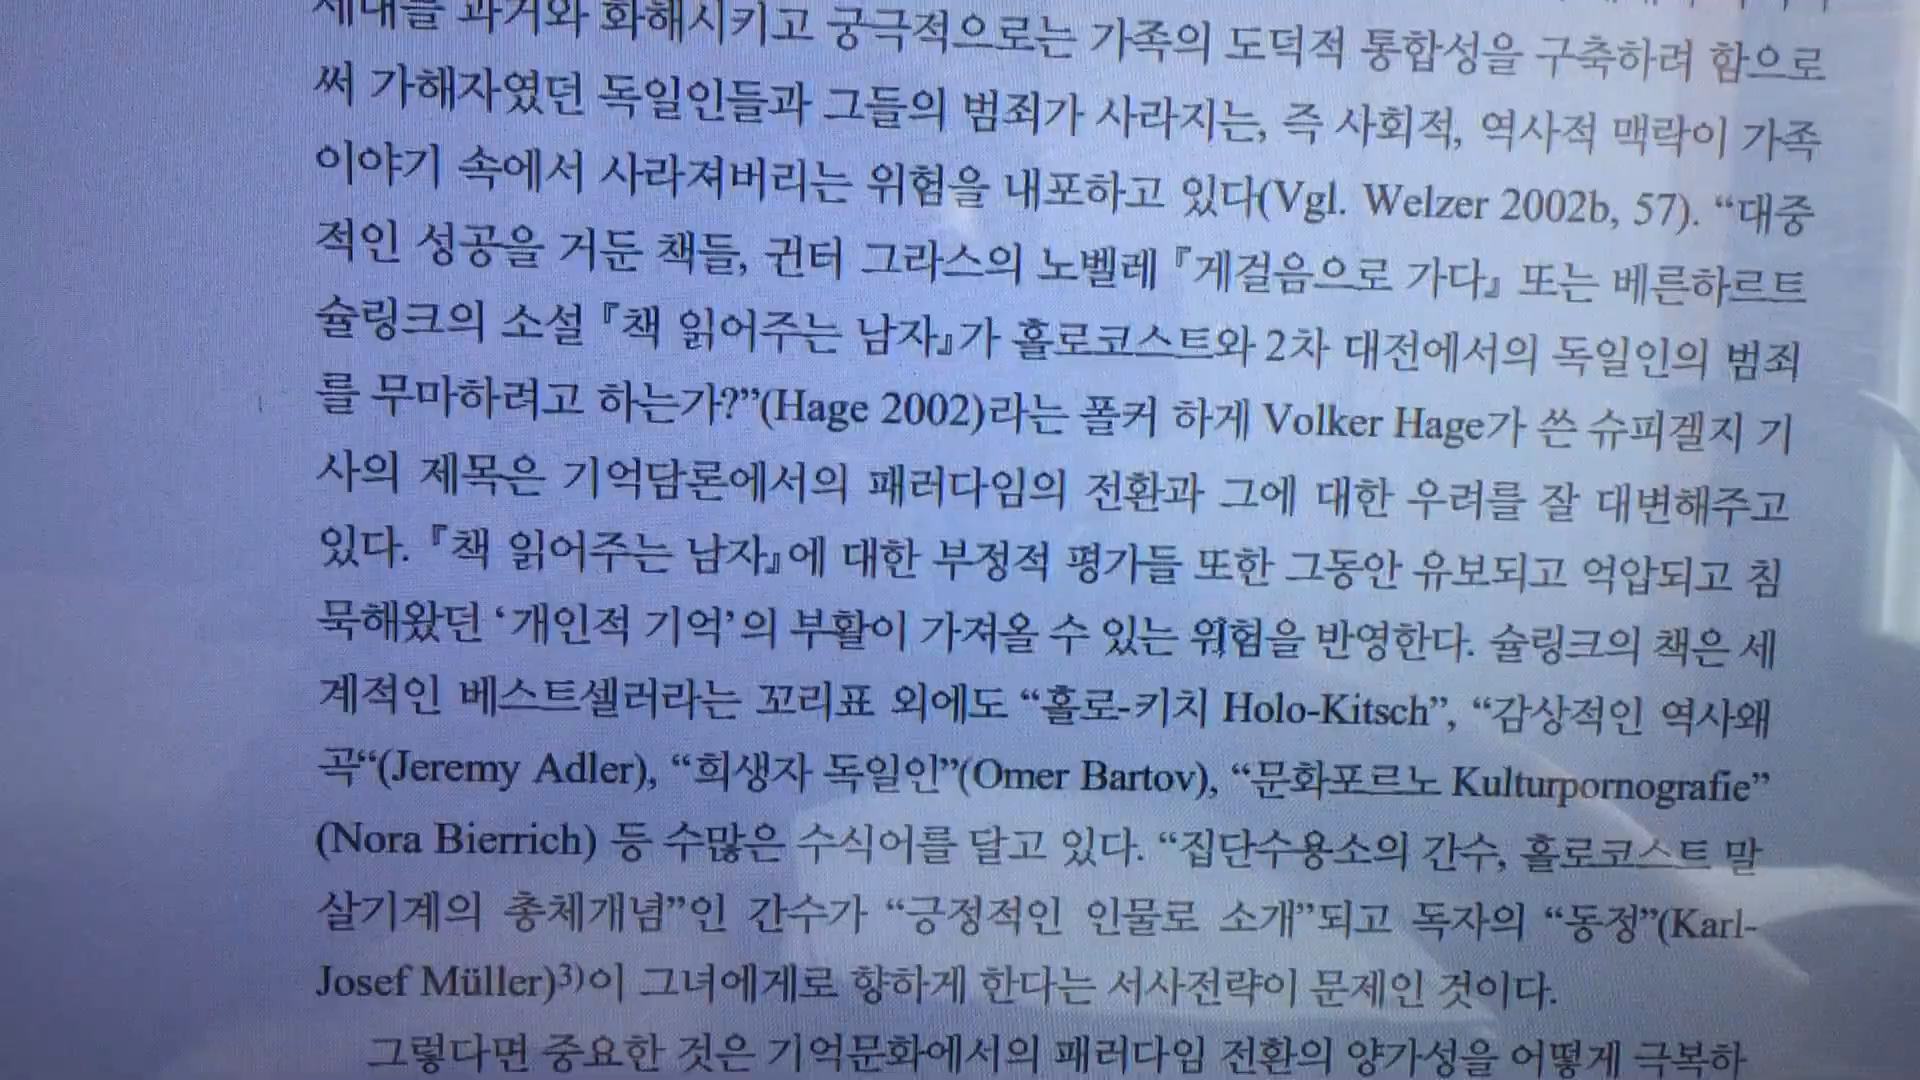 세대를 과거와 화해시키고 궁극적으로는 가족의 도덕적 통합성을 구축하려 함으로
써 가해자였던 독일인들과 그들의 범죄가 사라지는, 즉 사회적, 역사적 맥락이 가족
이야기 속에서 사라져버리는 위험을 내포하고 있다(Vgl. Welzer 2002b, 57). “대중
적인 성공을 거둔 책들, 귄터 그라스의 노벨레 『게걸음으로 가다』 또는 베른하르트
슐링크의 소설 『책 읽어주는 남자』가 홀로코스트와 2차 대전에서의 독일인의 범죄
를 무마하려고 하는가?”(Hage 2002)라는 폴커 하게 Volker Hage가 쓴 슈피겔지 기
사의 제목은 기억담론에서의 패러다임의 전환과 그에 대한 우려를 잘 대변해주고
있다. 『책 읽어주는 남자』에 대한 부정적 평가들 또한 그동안 유보되고 억압되고 침
묵해왔던 ‘개인적 기억’의 부활이 가져올 수 있는 위험을 반영한다. 슐링크의 책은 세
계적인 베스트셀러라는 꼬리표 외에도 “홀로-키치 Holo-Kitsch”, “감상적인 역사왜
곡“(Jeremy Adler), “희생자 독일인”(Omer Bartov), “문화포르노 Kulturpornografie”
(Nora Bierrich) 등 수많은 수식어를 달고 있다. “집단수용소의 간수, 홀로코스트 말
살기계의 총체개념”인 간수가 “긍정적인 인물로 소개”되고 독자의 “동정”(Karl-
Josef Müller)3)이 그녀에게로 향하게 한다는 서사전략이 문제인 것이다.
그렇다면 중요한 것은 기억문화에서의 패러다임 전환의 양가성을 어떻게 극복하